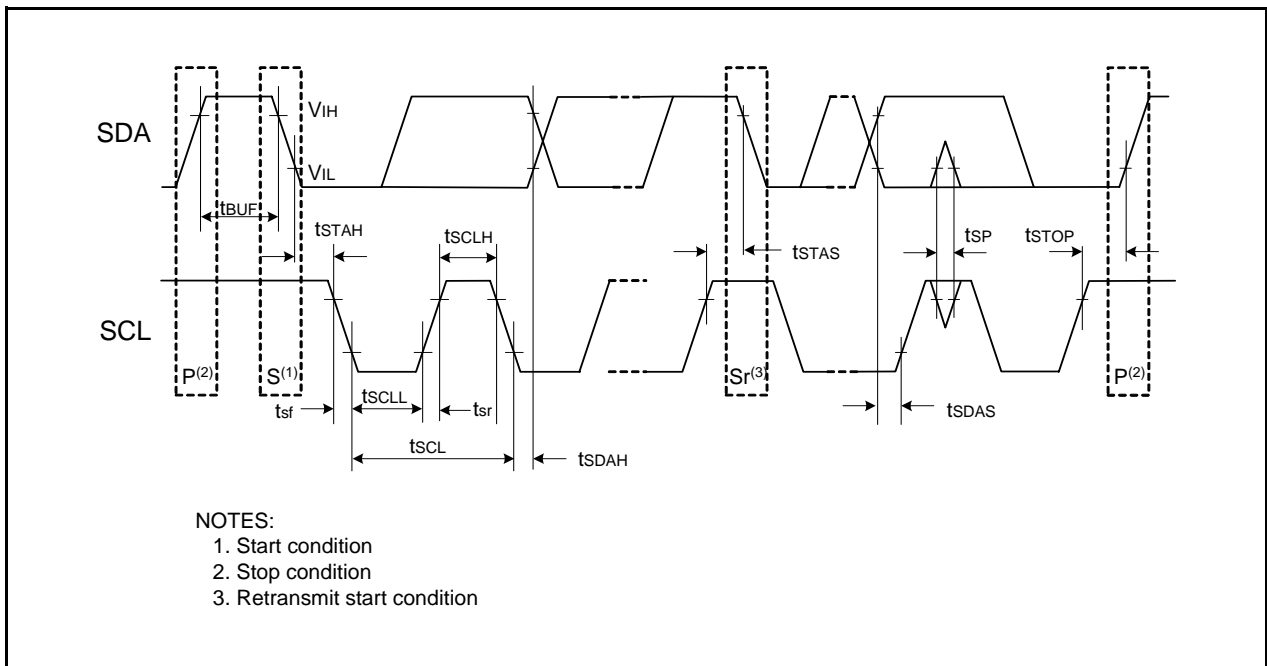 SDA
VIH
VIL
tBUF
tSTAH
tSCLH
tSTAS
tSP
tSTOP
SCL
P(2)
S(1)
Sr(3)
P(2)
tsf
tSCLL
tsr
tSDAS
tSCL
tSDAH
NOTES:
1. Start condition
2. Stop condition
3. Retransmit start condition